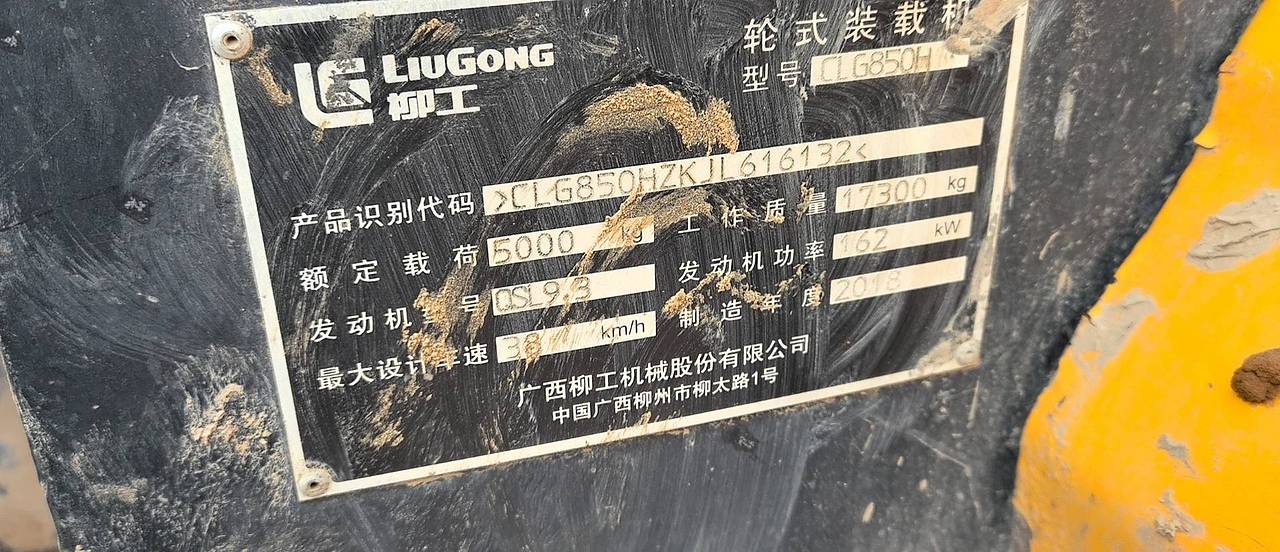 LG LIUGONG
柳工
轮式装载机
型号 CLG850H
产品识别代码 >CLG850HZKJL616132<
额定载荷 5000 kg
工作质量 17300 kg
发动机型号 QSL9.3
发动机功率 162 kW
最大设计车速 38 km/h
制造年度 2018
广西柳工机械股份有限公司
中国广西柳州市柳太路1号